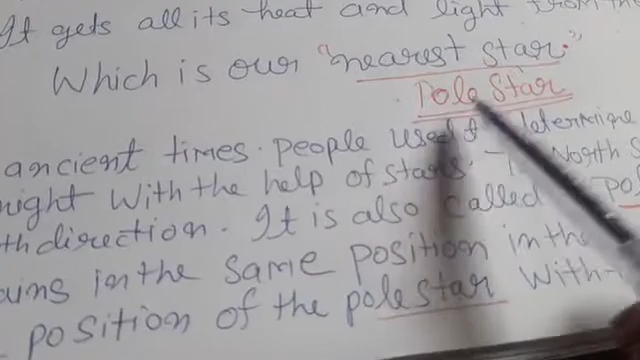 It gets all its heat and light from the
Which is our "nearest star."
Pole Star
ancient times people used t determine
night With the help of stars. North S
th direction. It is also called pol
ains in the same position in the
position of the pole star With